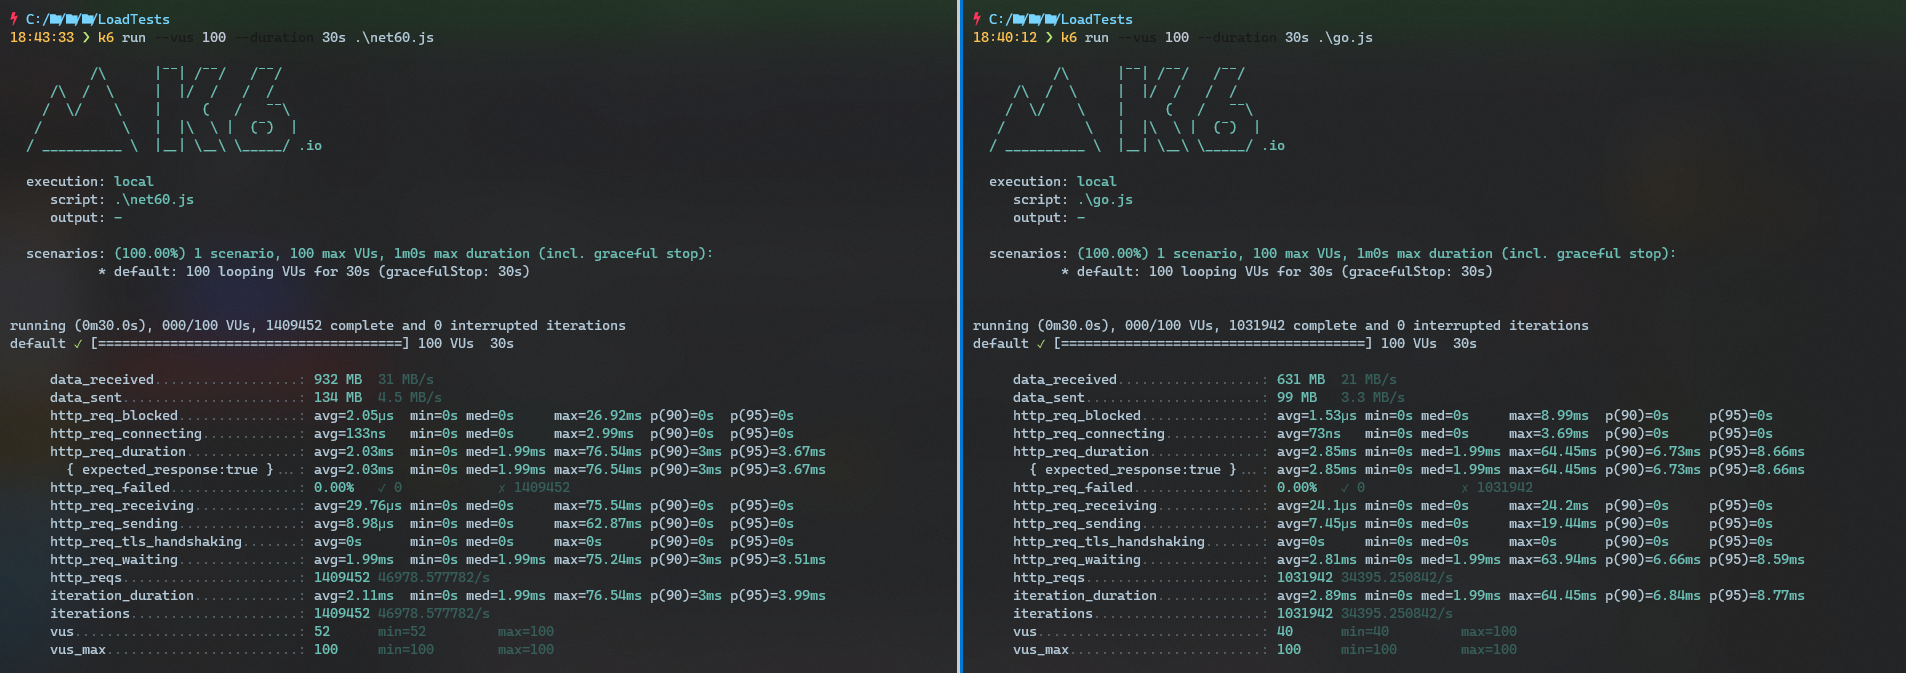 C:/ / / /LoadTests
18:43:33 ❯ k6 run --vus 100 --duration 30s .\net60.js
          /\      |‾‾| /‾‾/   /‾‾/
     /\  /  \     |  |/  /   /  /
    /  \/    \    |     (   /   ‾‾\
   /          \   |  |\  \ |  (‾)  |
  / __________ \  |__| \__\ \_____/ .io
execution: local
script: .\net60.js
output: -
scenarios: (100.00%) 1 scenario, 100 max VUs, 1m0s max duration (incl. graceful stop):
* default: 100 looping VUs for 30s (gracefulStop: 30s)
running (0m30.0s), 000/100 VUs, 1409452 complete and 0 interrupted iterations
default ✓ [======================================] 100 VUs  30s
data_received..................: 932 MB  31 MB/s
data_sent......................: 134 MB  4.5 MB/s
http_req_blocked...............: avg=2.05µs  min=0s med=0s     max=26.92ms p(90)=0s  p(95)=0s
http_req_connecting............: avg=133ns   min=0s med=0s     max=2.99ms  p(90)=0s  p(95)=0s
http_req_duration..............: avg=2.03ms  min=0s med=1.99ms max=76.54ms p(90)=3ms p(95)=3.67ms
{ expected_response:true }...: avg=2.03ms  min=0s med=1.99ms max=76.54ms p(90)=3ms p(95)=3.67ms
http_req_failed................: 0.00%   ✓ 0            ✗ 1409452
http_req_receiving.............: avg=29.76µs min=0s med=0s     max=75.54ms p(90)=0s  p(95)=0s
http_req_sending...............: avg=8.98µs  min=0s med=0s     max=62.87ms p(90)=0s  p(95)=0s
http_req_tls_handshaking.......: avg=0s      min=0s med=0s     max=0s      p(90)=0s  p(95)=0s
http_req_waiting...............: avg=1.99ms  min=0s med=1.99ms max=75.24ms p(90)=3ms p(95)=3.51ms
http_reqs......................: 1409452 46978.577782/s
iteration_duration.............: avg=2.11ms  min=0s med=1.99ms max=76.54ms p(90)=3ms p(95)=3.99ms
iterations.....................: 1409452 46978.577782/s
vus............................: 52      min=52         max=100
vus_max........................: 100     min=100        max=100
C:/ / / /LoadTests
18:40:12 ❯ k6 run --vus 100 --duration 30s .\go.js
          /\      |‾‾| /‾‾/   /‾‾/
     /\  /  \     |  |/  /   /  /
    /  \/    \    |     (   /   ‾‾\
   /          \   |  |\  \ |  (‾)  |
  / __________ \  |__| \__\ \_____/ .io
execution: local
script: .\go.js
output: -
scenarios: (100.00%) 1 scenario, 100 max VUs, 1m0s max duration (incl. graceful stop):
* default: 100 looping VUs for 30s (gracefulStop: 30s)
running (0m30.0s), 000/100 VUs, 1031942 complete and 0 interrupted iterations
default ✓ [======================================] 100 VUs  30s
data_received..................: 631 MB  21 MB/s
data_sent......................: 99 MB   3.3 MB/s
http_req_blocked...............: avg=1.53µs min=0s med=0s     max=8.99ms  p(90)=0s     p(95)=0s
http_req_connecting............: avg=73ns   min=0s med=0s     max=3.69ms  p(90)=0s     p(95)=0s
http_req_duration..............: avg=2.85ms min=0s med=1.99ms max=64.45ms p(90)=6.73ms p(95)=8.66ms
{ expected_response:true }...: avg=2.85ms min=0s med=1.99ms max=64.45ms p(90)=6.73ms p(95)=8.66ms
http_req_failed................: 0.00%   ✓ 0            ✗ 1031942
http_req_receiving.............: avg=24.1µs min=0s med=0s     max=24.2ms  p(90)=0s     p(95)=0s
http_req_sending...............: avg=7.45µs min=0s med=0s     max=19.44ms p(90)=0s     p(95)=0s
http_req_tls_handshaking.......: avg=0s     min=0s med=0s     max=0s      p(90)=0s     p(95)=0s
http_req_waiting...............: avg=2.81ms min=0s med=1.99ms max=63.94ms p(90)=6.66ms p(95)=8.59ms
http_reqs......................: 1031942 34395.250842/s
iteration_duration.............: avg=2.89ms min=0s med=1.99ms max=64.45ms p(90)=6.84ms p(95)=8.77ms
iterations.....................: 1031942 34395.250842/s
vus............................: 40      min=40         max=100
vus_max........................: 100     min=100        max=100